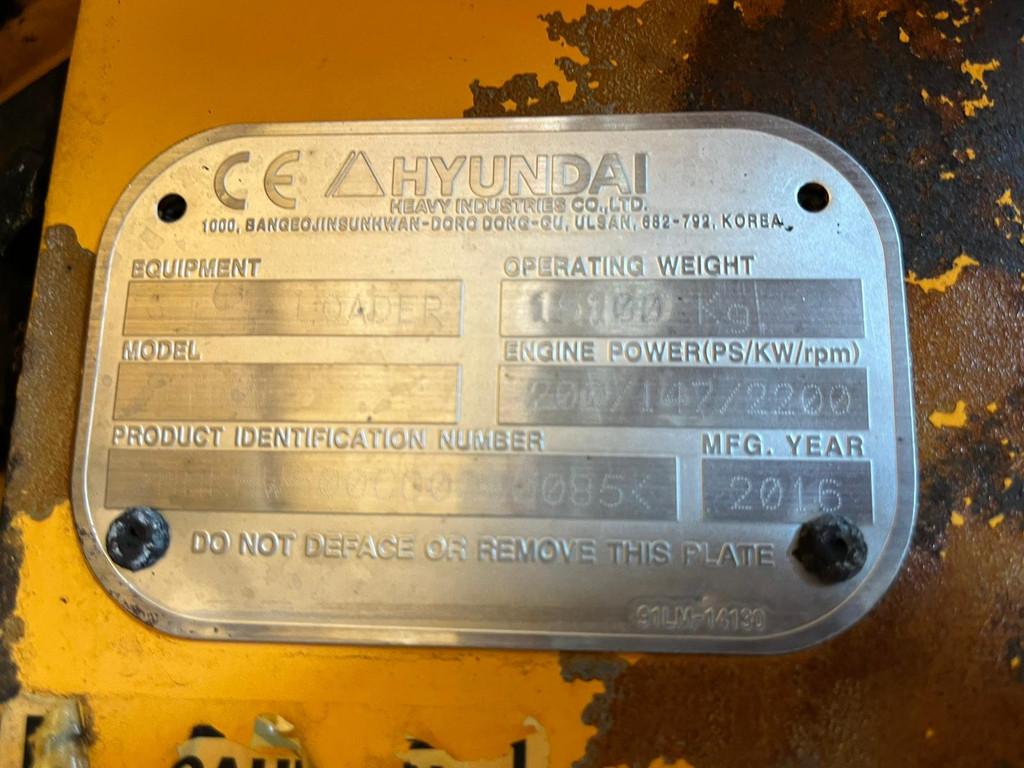 CE HYUNDAI
HEAVY INDUSTRIES CO., LTD.
1000, BANGEOJINSUNHWAN-DORO DONG-GU, ULSAN, 682-792, KOREA
EQUIPMENT
OPERATING WEIGHT
LOADER
Kg
MODEL
ENGINE POWER(PS/KW/rpm)
200/147/2200
PRODUCT IDENTIFICATION NUMBER
MFG. YEAR
2016
DO NOT DEFACE OR REMOVE THIS PLATE
91LM-14130